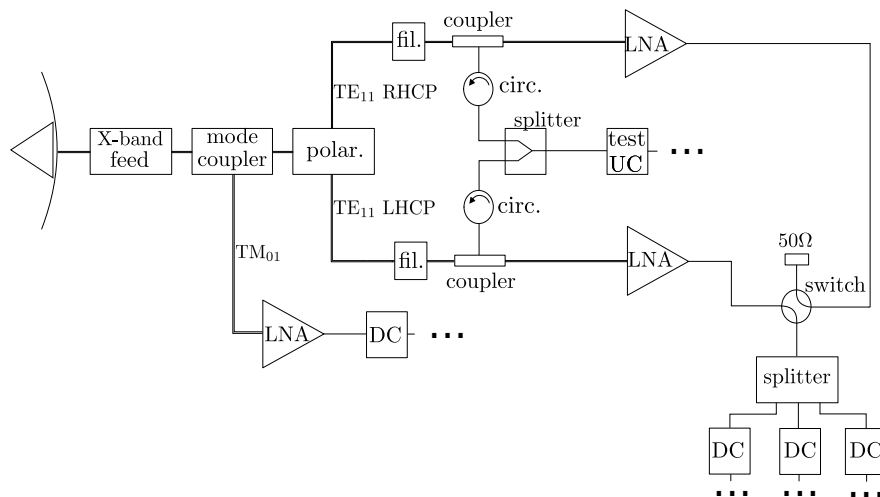 coupler
fil.
LNA
TE₁₁ RHCP
circ.
splitter
X-band
feed
mode
coupler
polar.
test
UC
...
TE₁₁ LHCP
circ.
TM₀₁
fil.
coupler
LNA
50Ω
switch
LNA
DC
...
splitter
DC
DC
DC
...
...
...